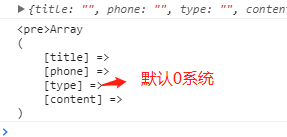 ▶ {title: "", phone: "", type: "", content
<pre>Array
(
    [title] =>
    [phone] =>
    [type] => 默认0系统
    [content] =>
)
>